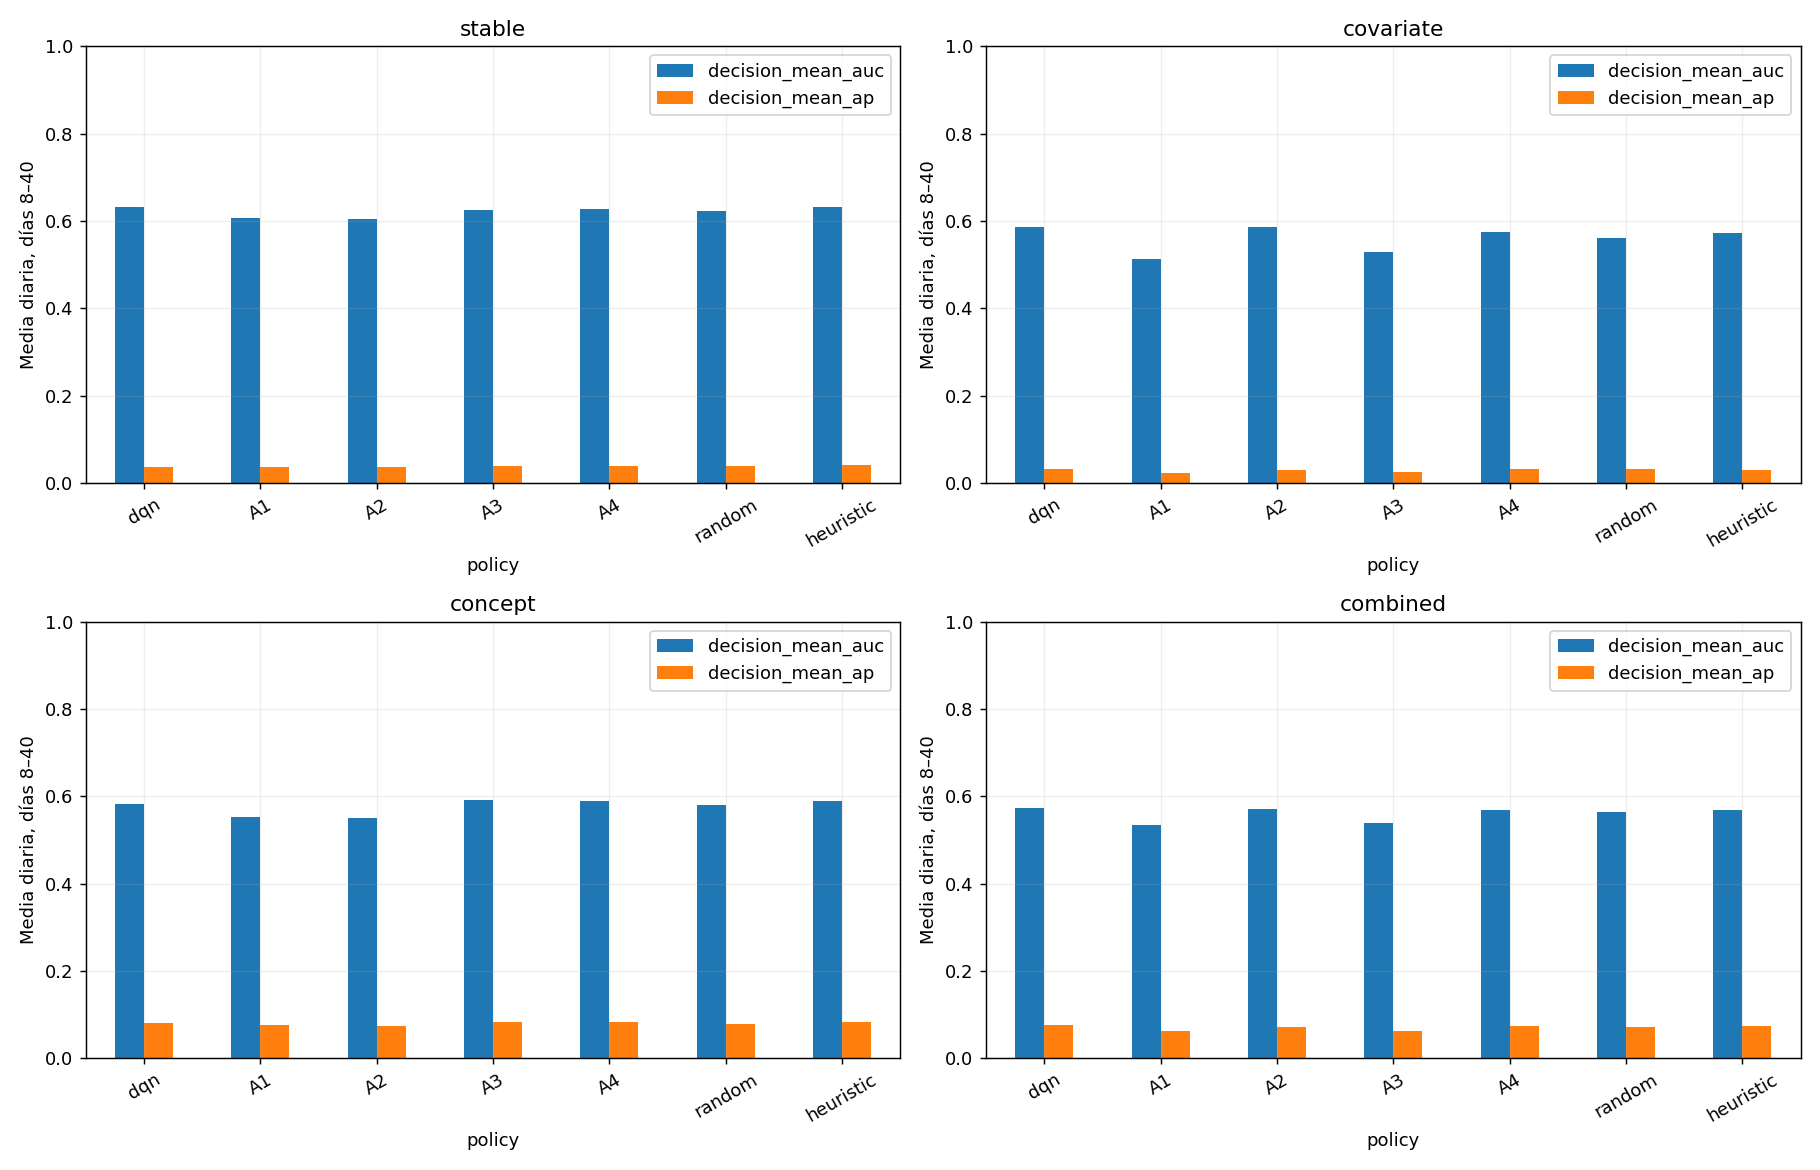 stable
decision_mean_auc
decision_mean_ap
Media diaria, días 8–40
1.0
0.8
0.6
0.4
0.2
0.0
dqn
A1
A2
A3
A4
random
heuristic
policy
covariate
decision_mean_auc
decision_mean_ap
Media diaria, días 8–40
1.0
0.8
0.6
0.4
0.2
0.0
dqn
A1
A2
A3
A4
random
heuristic
policy
concept
decision_mean_auc
decision_mean_ap
Media diaria, días 8–40
1.0
0.8
0.6
0.4
0.2
0.0
dqn
A1
A2
A3
A4
random
heuristic
policy
combined
decision_mean_auc
decision_mean_ap
Media diaria, días 8–40
1.0
0.8
0.6
0.4
0.2
0.0
dqn
A1
A2
A3
A4
random
heuristic
policy